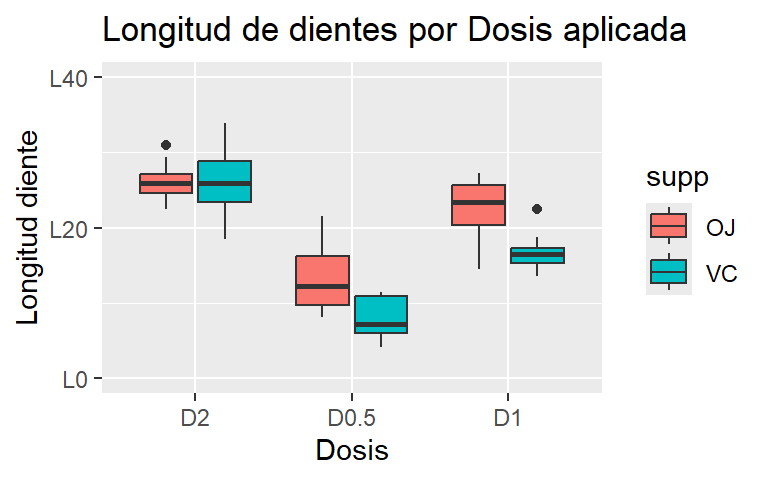 Longitud de dientes por Dosis aplicada
Longitud diente
L40
L20
L0
D2
D0.5
D1
Dosis
supp
OJ
VC